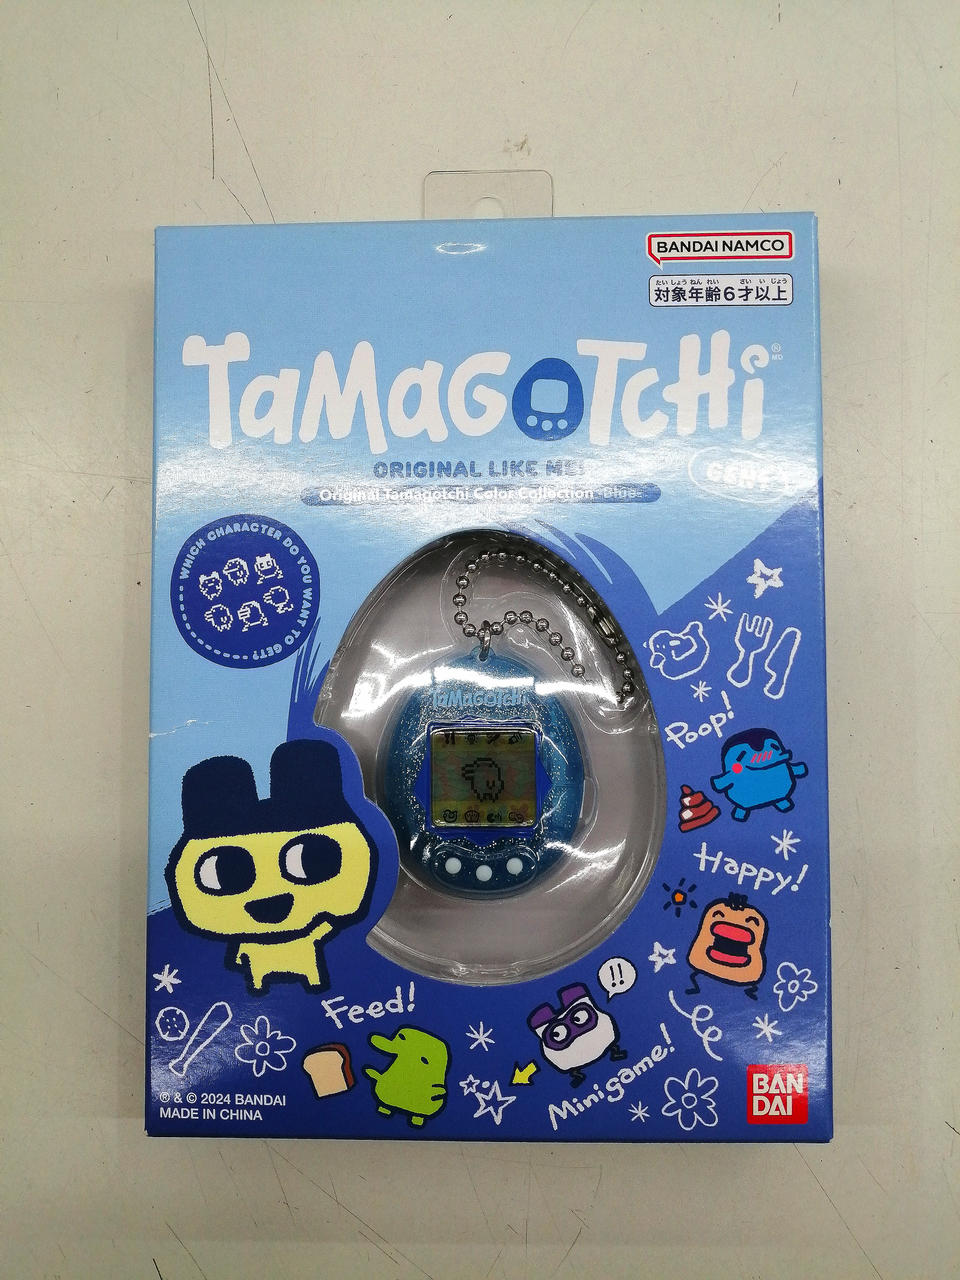 BANDAI NAMCO
たいしょうねんれい さいいじょう
対象年齢6才以上
TaMaGoTcHi
® MD
ORIGINAL LIKE ME!
Original Tamagotchi Color Collection -Blue-
WHICH CHARACTER DO YOU WANT TO GET?
TaMaGoTcHi
Poop!
Happy!
!!
Feed!
Minigame!
® & © 2024 BANDAI
MADE IN CHINA
BAN
DAI